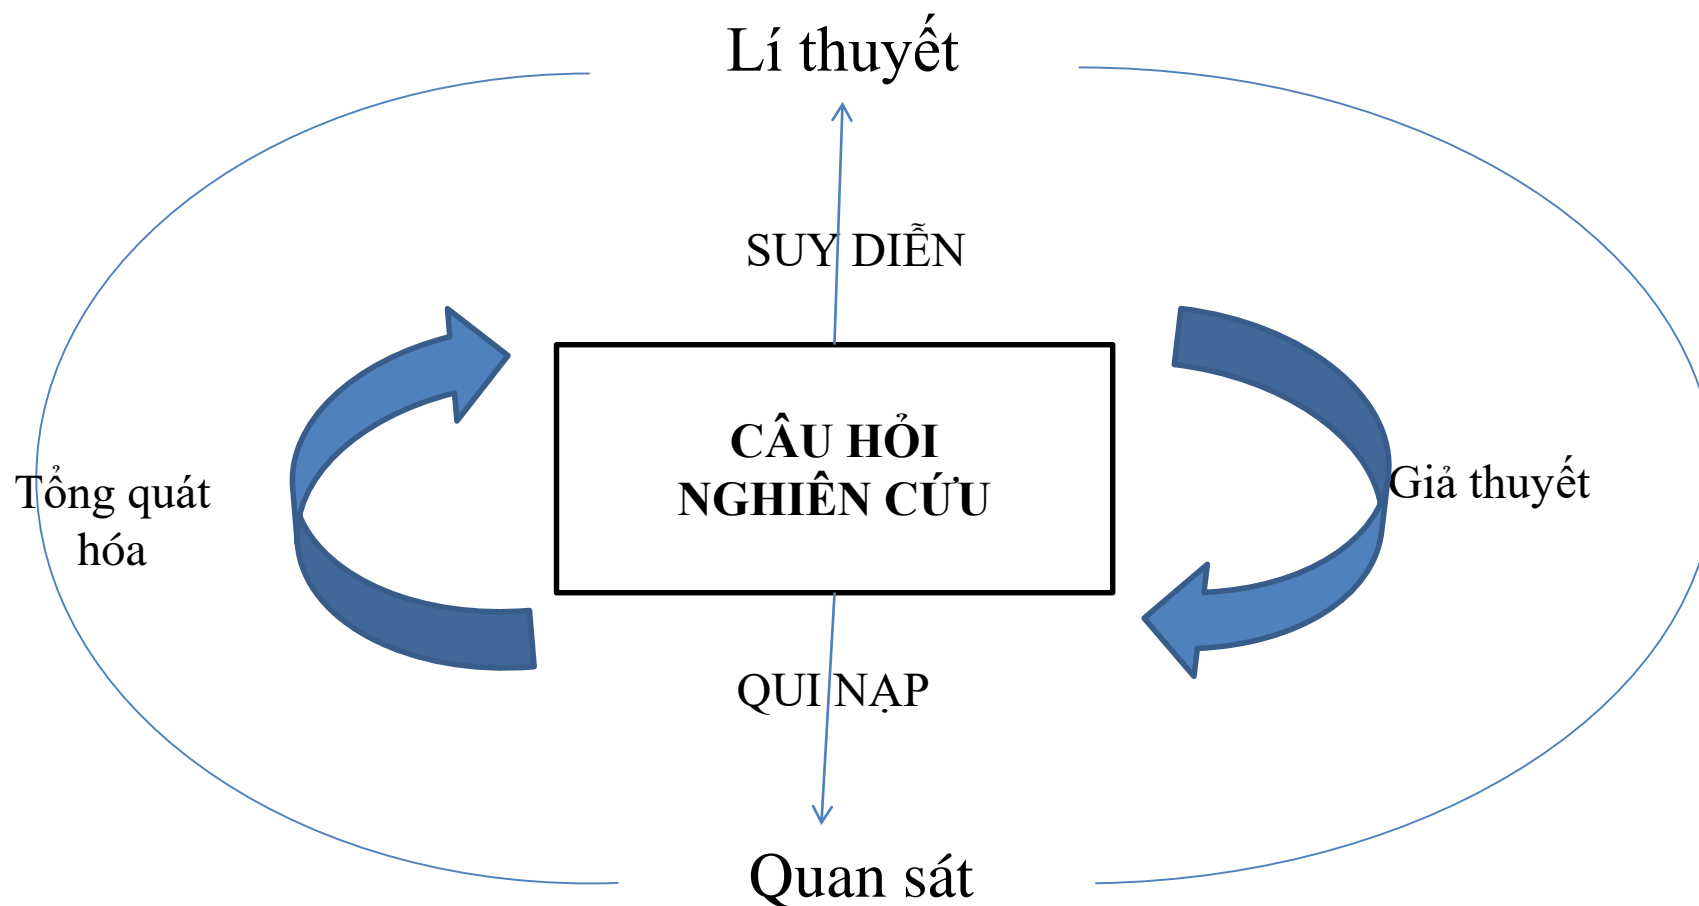 Lí thuyết
SUY DIỄN
CÂU HỎI
NGHIÊN CỨU
Tổng quát
hóa
Giả thuyết
QUI NẠP
Quan sát